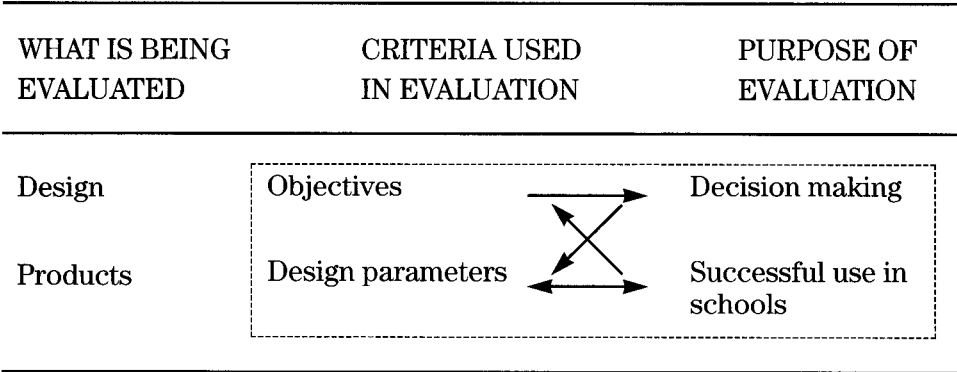 WHAT IS BEING EVALUATED
CRITERIA USED IN EVALUATION
PURPOSE OF EVALUATION
Design
Objectives
Decision making
Products
Design parameters
Successful use in schools